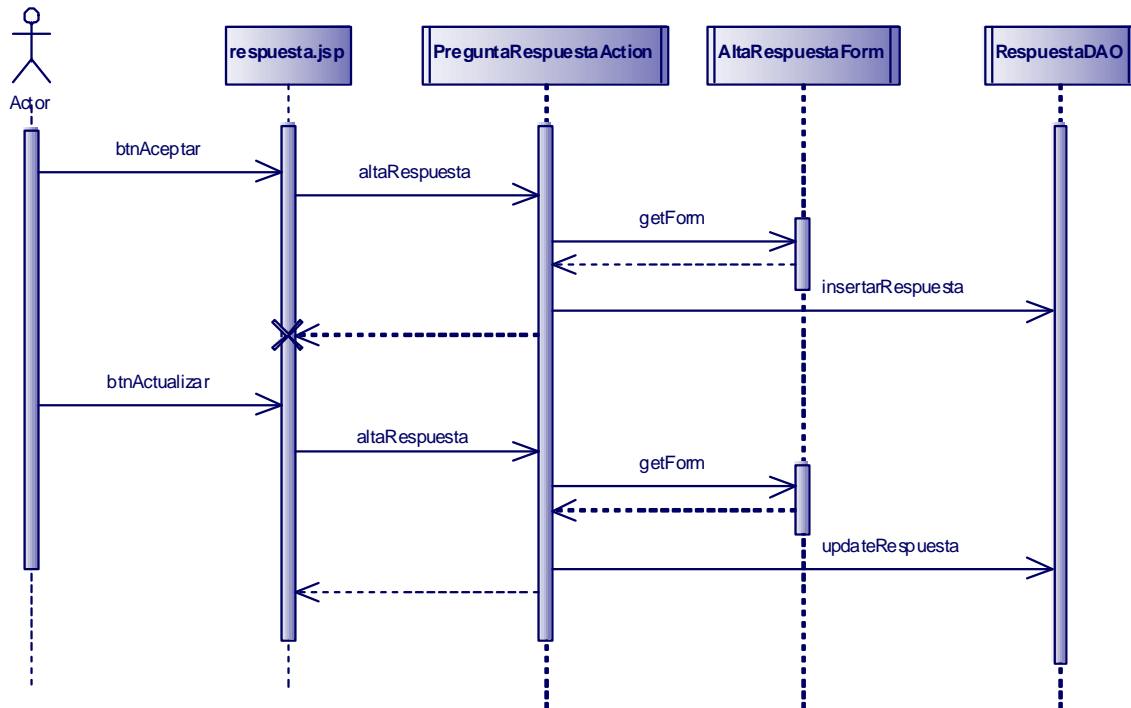 respuesta.jsp
PreguntaRespuestaAction
AltaRespuestaForm
RespuestaDAO
Actor
btnAceptar
altaRespuesta
getForm
insertarRespuesta
btnActualizar
altaRespuesta
getForm
updateRespuesta